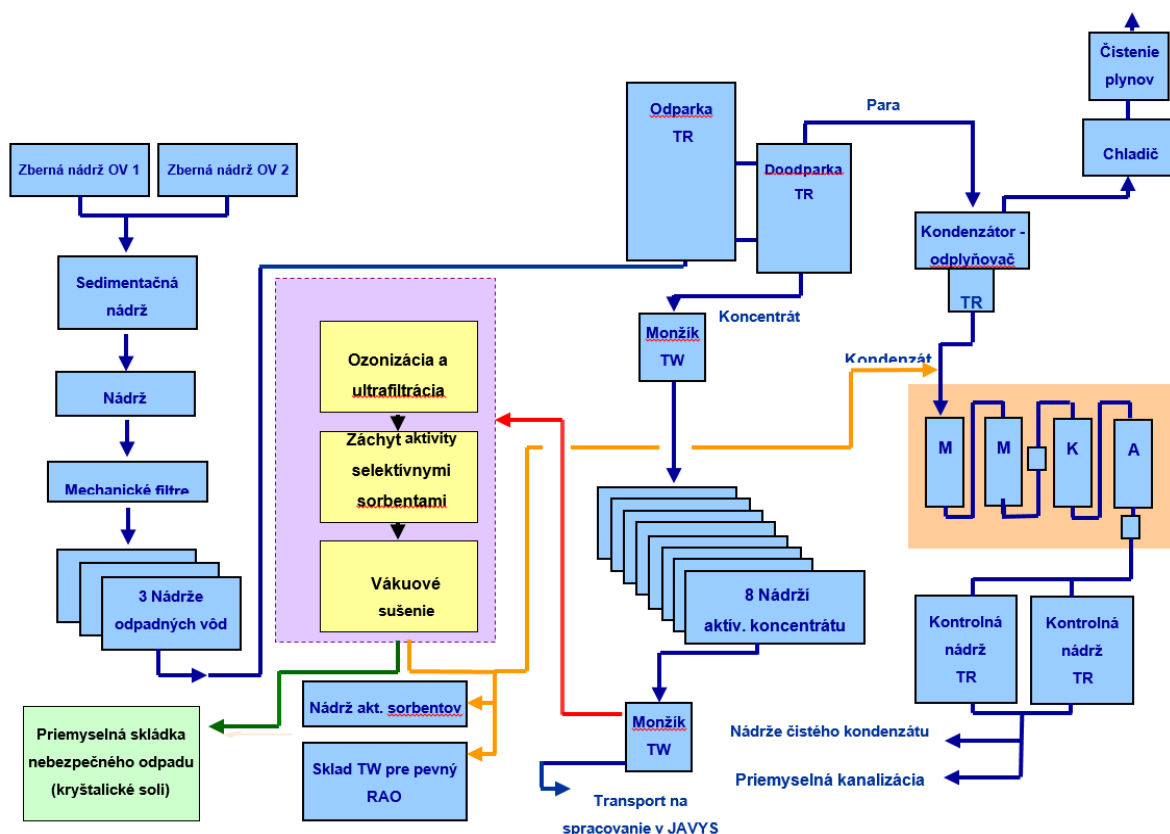 Čistenie
plynov
Odparka
TR
Para
Chladič
Zberná nádrž OV 1
Zberná nádrž OV 2
Doodparka
TR
Kondenzátor -
odplyňovač
TR
Sedimentačná
nádrž
Koncentrát
Monžík
TW
Kondenzát
Ozonizácia a
ultrafiltrácia
Nádrž
Záchyt aktivity
selektívnymi
sorbentami
M
M
K
A
Mechanické filtre
Vákuové
sušenie
3 Nádrže
odpadných vôd
8 Nádrží
aktív. koncentrátu
Kontrolná
nádrž
TR
Kontrolná
nádrž
TR
Nádrž akt. sorbentov
Monžík
TW
Nádrže čistého kondenzátu
Priemyselná skládka
nebezpečného odpadu
(kryštalické soli)
Sklad TW pre pevný
RAO
Priemyselná kanalizácia
Transport na
spracovanie v JAVYS